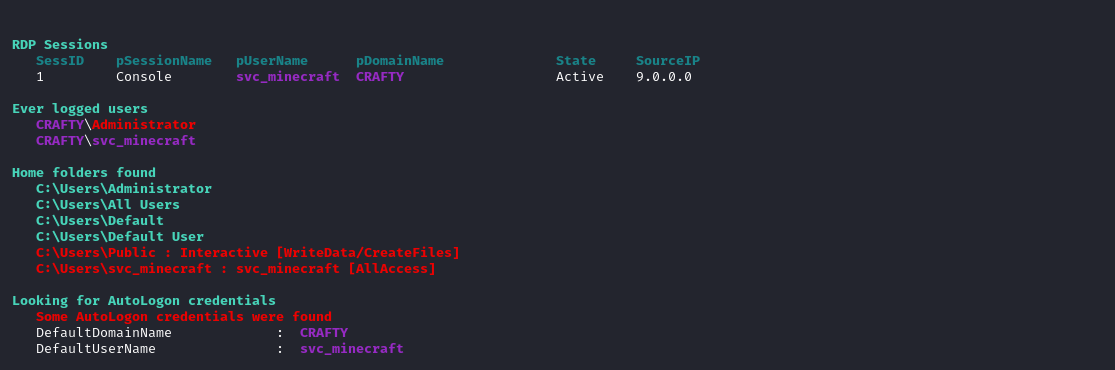 RDP Sessions
SessID    pSessionName   pUserName      pDomainName              State     SourceIP
1         Console        svc_minecraft  CRAFTY                   Active    9.0.0.0
Ever logged users
CRAFTY\Administrator
CRAFTY\svc_minecraft
Home folders found
C:\Users\Administrator
C:\Users\All Users
C:\Users\Default
C:\Users\Default User
C:\Users\Public : Interactive [WriteData/CreateFiles]
C:\Users\svc_minecraft : svc_minecraft [AllAccess]
Looking for AutoLogon credentials
Some AutoLogon credentials were found
DefaultDomainName             :  CRAFTY
DefaultUserName               :  svc_minecraft